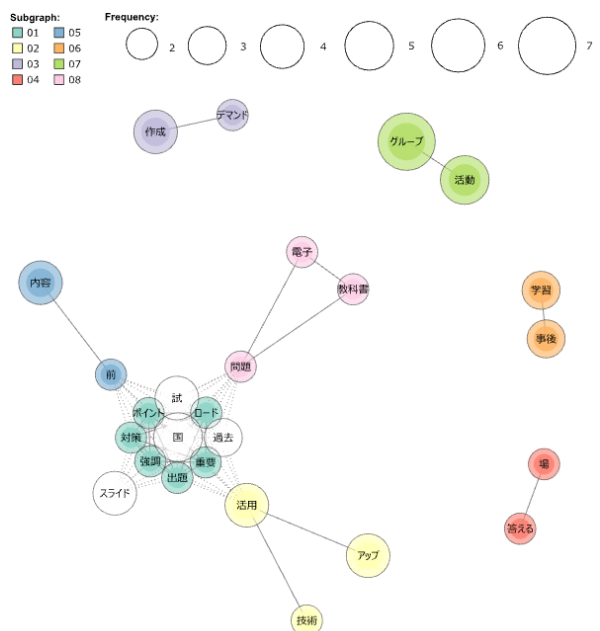 Subgraph:
01 05
02 06
03 07
04 08
Frequency:
2 3 4 5 6 7
作成
デマンド
グループ
活動
電子
教科書
内容
学習
事後
前
問題
試
ポイント
ロード
対策
国
過去
強調
重要
出題
スライド
活用
場
答える
アップ
技術